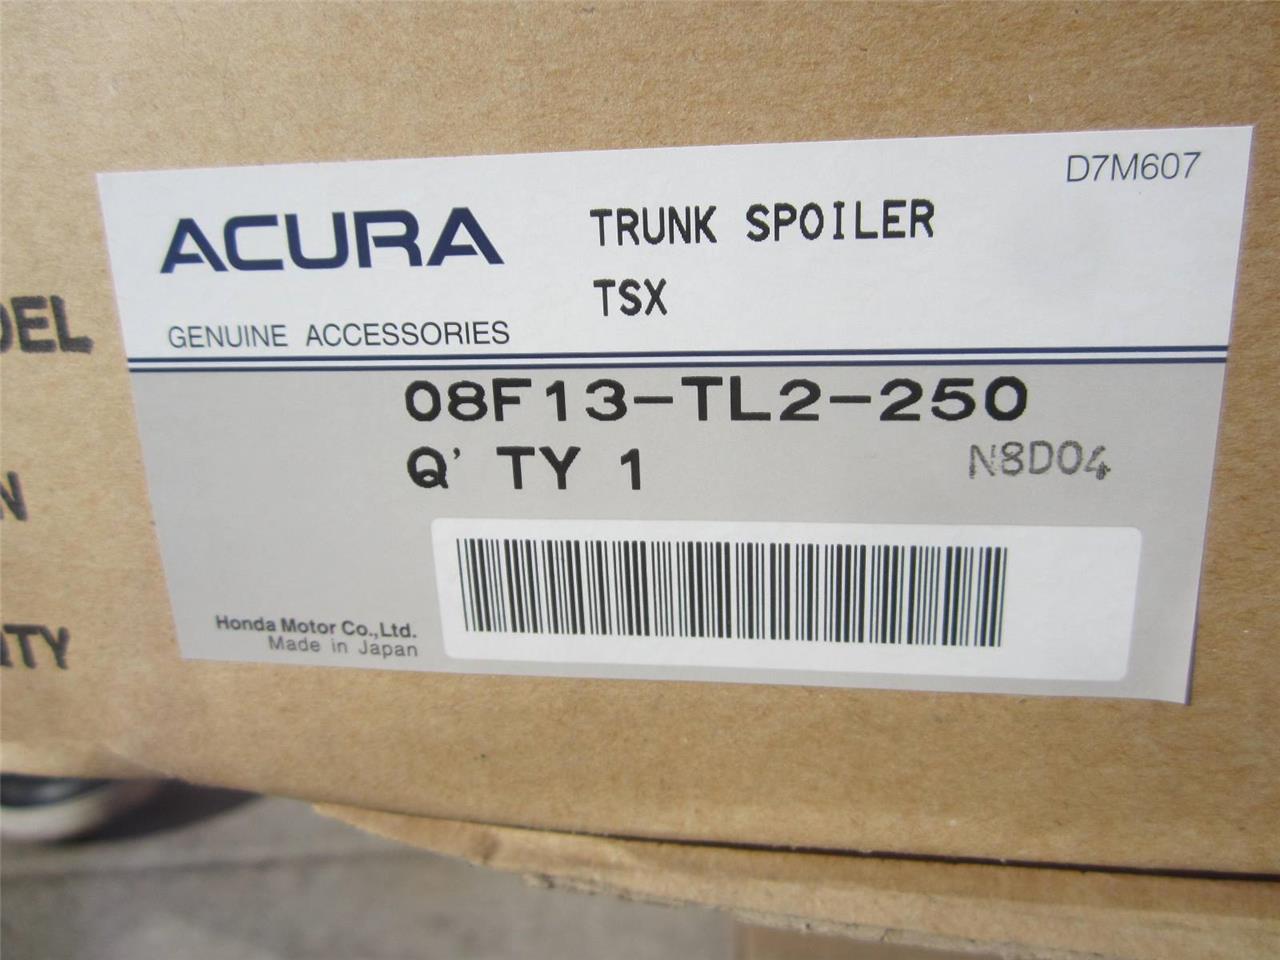 ACURA
GENUINE ACCESSORIES
TRUNK SPOILER
TSX
D7M607
08F13-TL2-250
Q' TY 1
N8D04
Honda Motor Co.,Ltd.
Made in Japan